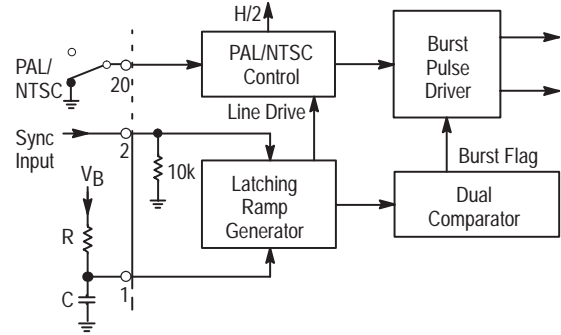 H/2
PAL/
NTSC
20
PAL/NTSC
Control
Burst
Pulse
Driver
Line Drive
Sync
Input
2
10k
Burst Flag
VB
Latching
Ramp
Generator
Dual
Comparator
R
C
1